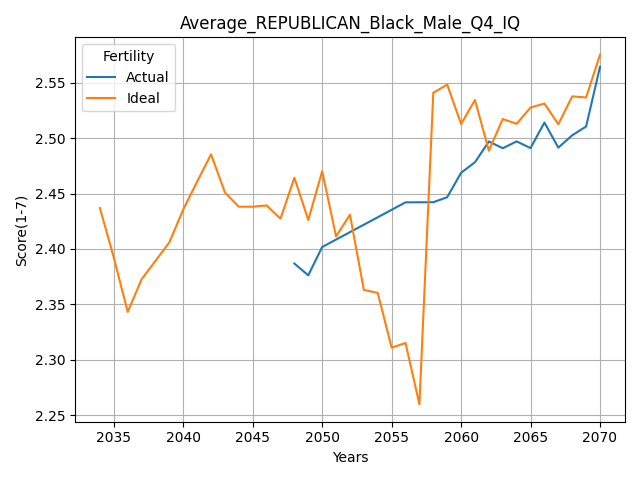 Average_REPUBLICAN_Black_Male_Q4_IQ
Fertility
Actual
Ideal
Score(1-7)
2.55
2.50
2.45
2.40
2.35
2.30
2.25
2035 2040 2045 2050 2055 2060 2065 2070
Years